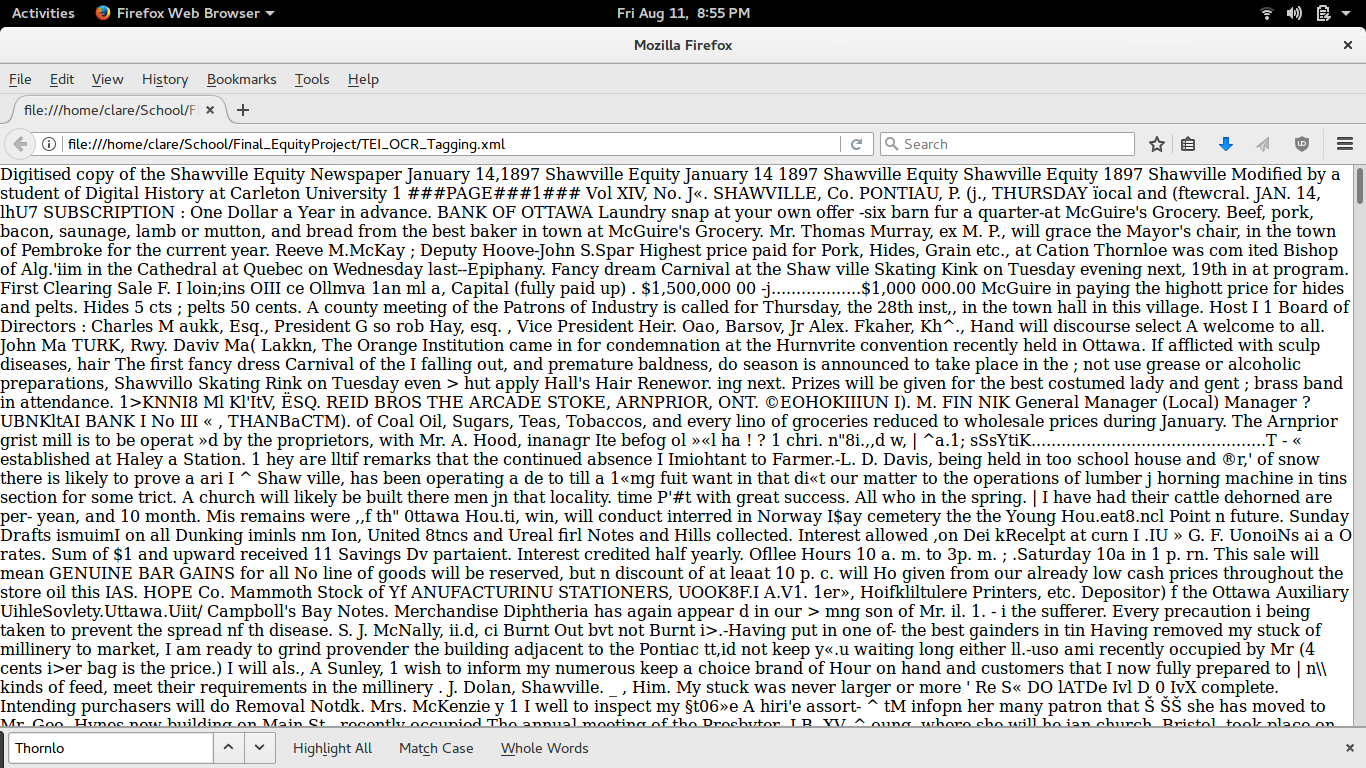 Activities Firefox Web Browser Fri Aug 11, 8:55 PM
Mozilla Firefox
File Edit View History Bookmarks Tools Help
file:///home/clare/School/F
file:///home/clare/School/Final_EquityProject/TEI_OCR_Tagging.xml Search
Digitised copy of the Shawville Equity Newspaper January 14,1897 Shawville Equity January 14 1897 Shawville Equity Shawville Equity 1897 Shawville Modified by a
student of Digital History at Carleton University 1 ###PAGE###1### Vol XIV, No. J«. SHAWVILLE, Co. PONTIAU, P. (j., THURSDAY ïocal and (ftewcral. JAN. 14,
lhU7 SUBSCRIPTION : One Dollar a Year in advance. BANK OF OTTAWA Laundry snap at your own offer -six barn fur a quarter-at McGuire's Grocery. Beef, pork,
bacon, saunage, lamb or mutton, and bread from the best baker in town at McGuire's Grocery. Mr. Thomas Murray, ex M. P., will grace the Mayor's chair, in the town
of Pembroke for the current year. Reeve M.McKay ; Deputy Hoove-John S.Spar Highest price paid for Pork, Hides, Grain etc., at Cation Thornloe was com ited Bishop
of Alg.'iim in the Cathedral at Quebec on Wednesday last--Epiphany. Fancy dream Carnival at the Shaw ville Skating Kink on Tuesday evening next, 19th in at program.
First Clearing Sale F. I loin;ins OIII ce Ollmva 1an ml a, Capital (fully paid up) . $1,500,000 00 -j.................$1,000 000.00 McGuire in paying the highott price for hides
and pelts. Hides 5 cts ; pelts 50 cents. A county meeting of the Patrons of Industry is called for Thursday, the 28th inst,, in the town hall in this village. Host I 1 Board of
Directors : Charles M aukk, Esq., President G so rob Hay, esq. , Vice President Heir. Oao, Barsov, Jr Alex. Fkaher, Kh^., Hand will discourse select A welcome to all.
John Ma TURK, Rwy. Daviv Ma( Lakkn, The Orange Institution came in for condemnation at the Hurnvrite convention recently held in Ottawa. If afflicted with sculp
diseases, hair The first fancy dress Carnival of the I falling out, and premature baldness, do season is announced to take place in the ; not use grease or alcoholic
preparations, Shawvillo Skating Rink on Tuesday even > hut apply Hall's Hair Renewor. ing next. Prizes will be given for the best costumed lady and gent ; brass band
in attendance. 1>KNNI8 Ml Kl'ItV, ËSQ. REID BROS THE ARCADE STOKE, ARNPRIOR, ONT. ©EOHOKIIIUN I). M. FIN NIK General Manager (Local) Manager ?
UBNKltAI BANK I No III « , THANBaCTM). of Coal Oil, Sugars, Teas, Tobaccos, and every lino of groceries reduced to wholesale prices during January. The Arnprior
grist mill is to be operat »d by the proprietors, with Mr. A. Hood, inanagr Ite befog ol »«l ha ! ? 1 chri. n"8i.,,d w, | ^a.1; sSsYtiK..............................................T - «
established at Haley a Station. 1 hey are lltif remarks that the continued absence I Imiohtant to Farmer.-L. D. Davis, being held in too school house and ®r,' of snow
there is likely to prove a ari I ^ Shaw ville, has been operating a de to till a 1«mg fuit want in that di«t our matter to the operations of lumber j horning machine in tins
section for some trict. A church will likely be built there men jn that locality. time P'#t with great success. All who in the spring. | I have had their cattle dehorned are
per- yean, and 10 month. Mis remains were ,,f th" 0ttawa Hou.ti, win, will conduct interred in Norway I$ay cemetery the the Young Hou.eat8.ncl Point n future. Sunday
Drafts ismuimI on all Dunking iminls nm Ion, United 8tncs and Ureal firl Notes and Hills collected. Interest allowed ,on Dei kRecelpt at curn I .IU » G. F. UonoiNs ai a O
rates. Sum of $1 and upward received 11 Savings Dv partaient. Interest credited half yearly. Ofllee Hours 10 a. m. to 3p. m. ; .Saturday 10a in 1 p. rn. This sale will
mean GENUINE BAR GAINS for all No line of goods will be reserved, but n discount of at leaat 10 p. c. will Ho given from our already low cash prices throughout the
store oil this IAS. HOPE Co. Mammoth Stock of Yf ANUFACTURINU STATIONERS, UOOK8F.I A.V1. 1er», Hoifkliltulere Printers, etc. Depositor) f the Ottawa Auxiliary
UihleSovlety.Uttawa.Uiit/ Campboll's Bay Notes. Merchandise Diphtheria has again appear d in our > mng son of Mr. il. 1. - i the sufferer. Every precaution i being
taken to prevent the spread nf th disease. S. J. McNally, ii.d, ci Burnt Out bvt not Burnt i>.-Having put in one of- the best gainders in tin Having removed my stuck of
millinery to market, I am ready to grind provender the building adjacent to the Pontiac tt,id not keep y«.u waiting long either ll.-uso ami recently occupied by Mr (4
cents i>er bag is the price.) I will als., A Sunley, 1 wish to inform my numerous keep a choice brand of Hour on hand and customers that I now fully prepared to | n\\
kinds of feed, meet their requirements in the millinery . J. Dolan, Shawville. _ , Him. My stuck was never larger or more ' Re S« DO lATDe Ivl D 0 IvX complete.
Intending purchasers will do Removal Notdk. Mrs. McKenzie y 1 I well to inspect my §t06»e A hiri'e assort- ^ tM infopn her many patron that Š ŠŠ she has moved to
Mr. Geo. Hynes new building on Main St., recently occupied The annual meeting of the Presbyter. J B. XV, ^ oung, where she will he ian church, Bristol, took place on
Thornlo Highlight All Match Case Whole Words